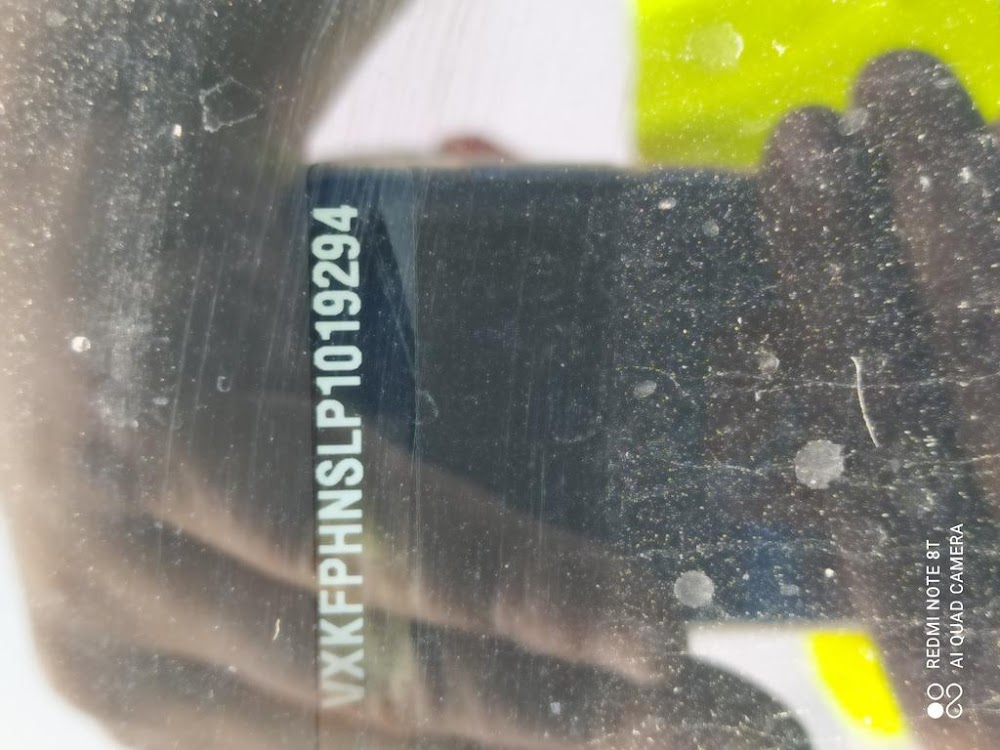 VXKFPHNSLP1019294
REDMI NOTE 8T
AI QUAD CAMERA